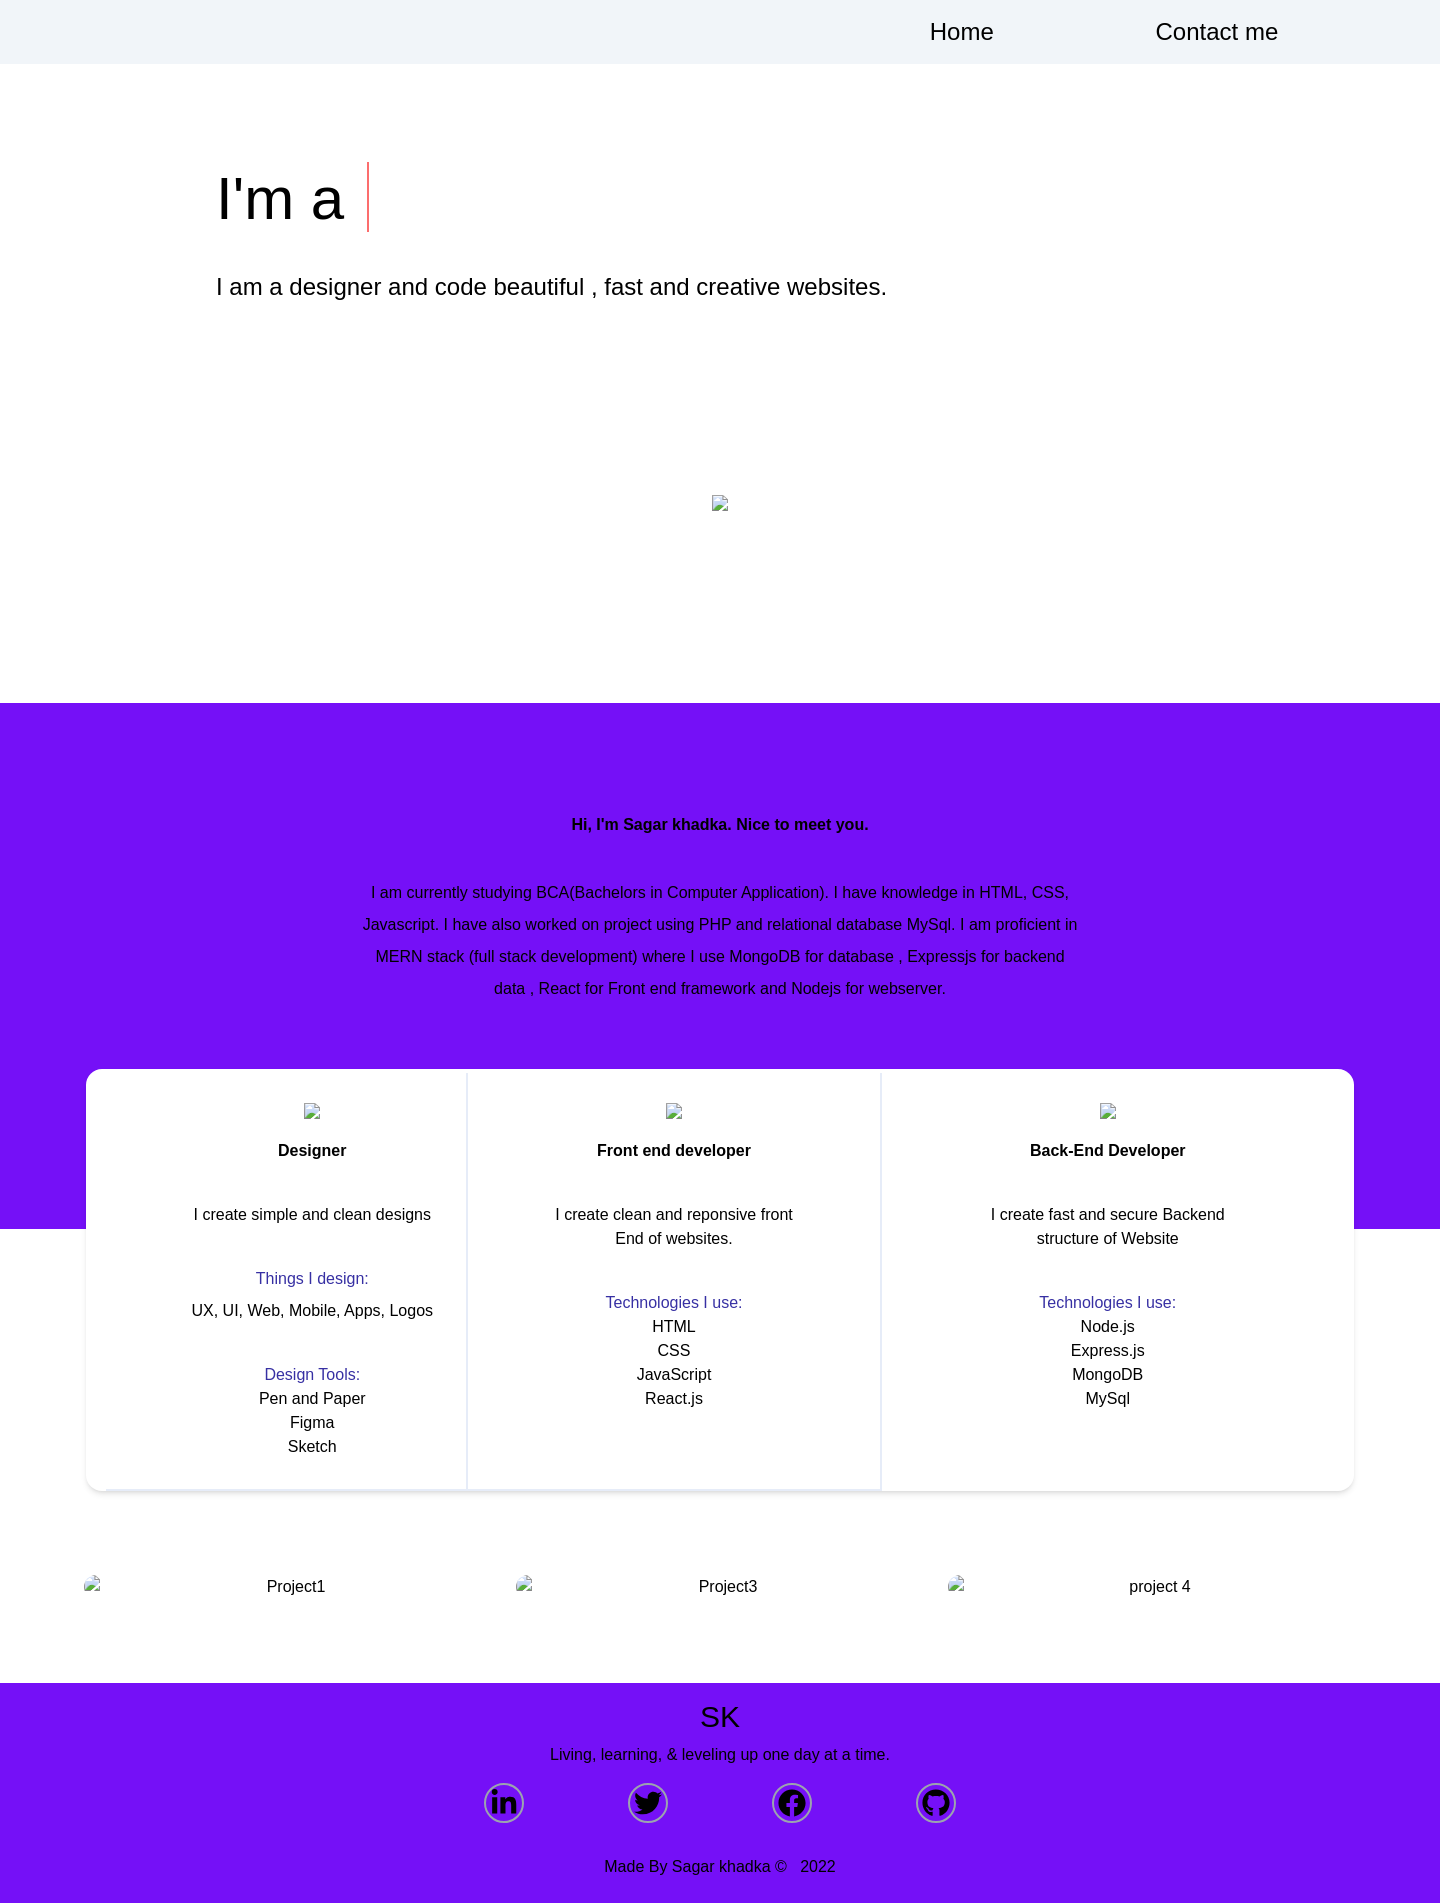 Home
Contact me
I'm a
I am a designer and code beautiful , fast and creative websites.
Hi, I'm Sagar khadka. Nice to meet you.
I am currently studying BCA(Bachelors in Computer Application). I have knowledge in HTML, CSS,
Javascript. I have also worked on project using PHP and relational database MySql. I am proficient in
MERN stack (full stack development) where I use MongoDB for database , Expressjs for backend
data , React for Front end framework and Nodejs for webserver.
Designer
I create simple and clean designs
Things I design:
UX, UI, Web, Mobile, Apps, Logos
Design Tools:
Pen and Paper
Figma
Sketch
Front end developer
I create clean and reponsive front
End of websites.
Technologies I use:
HTML
CSS
JavaScript
React.js
Back-End Developer
I create fast and secure Backend
structure of Website
Technologies I use:
Node.js
Express.js
MongoDB
MySql
Project1
Project3
project 4
SK
Living, learning, & leveling up one day at a time.
Made By Sagar khadka © 2022